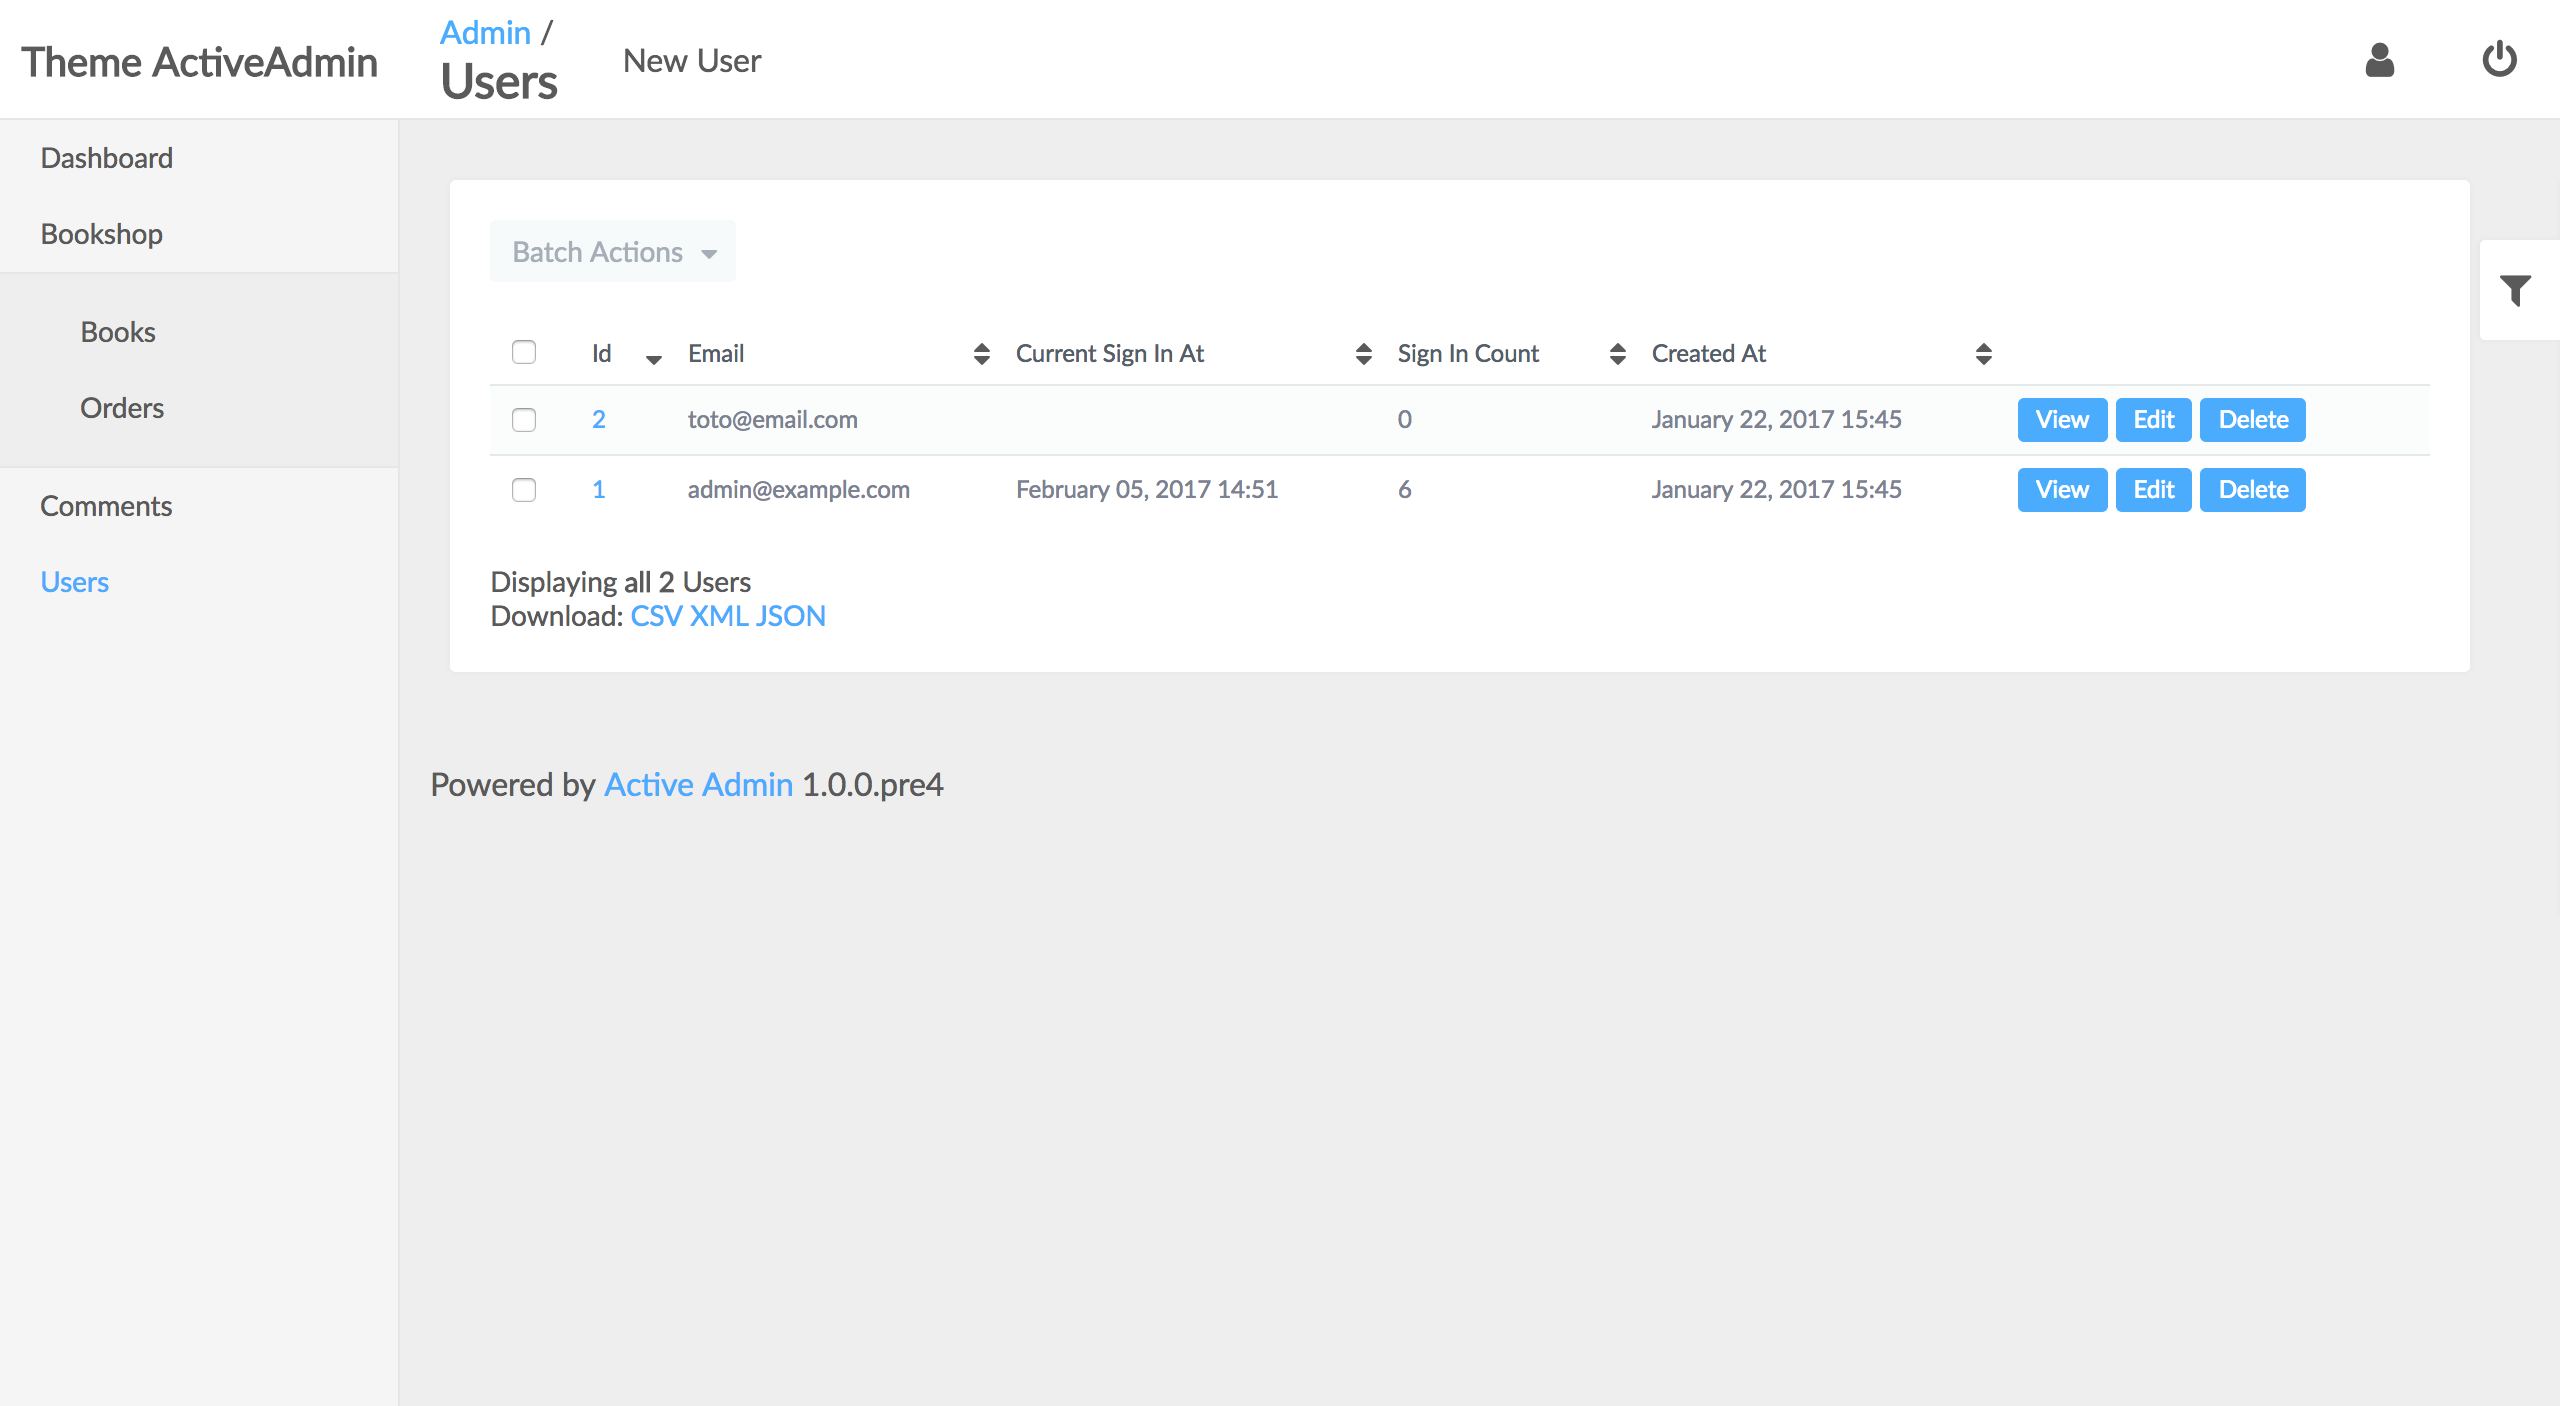 Theme ActiveAdmin
Admin /
Users
New User
Dashboard
Bookshop
Books
Orders
Comments
Users
Batch Actions
Id Email Current Sign In At Sign In Count Created At
2 toto@email.com 0 January 22, 2017 15:45 View Edit Delete
1 admin@example.com February 05, 2017 14:51 6 January 22, 2017 15:45 View Edit Delete
Displaying all 2 Users
Download: CSV XML JSON
Powered by Active Admin 1.0.0.pre4